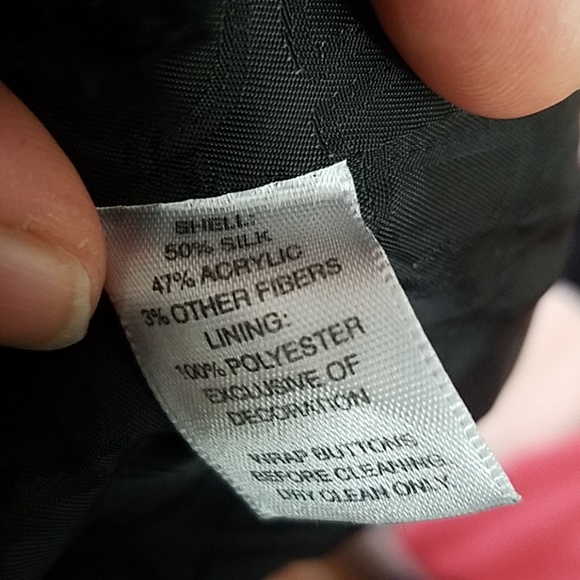 SHELL:
50% SILK
47% ACRYLIC
3% OTHER FIBERS
LINING:
100% POLYESTER
EXCLUSIVE OF
DECORATION
WRAP BUTTONS
BEFORE CLEANING
DRY CLEAN ONLY